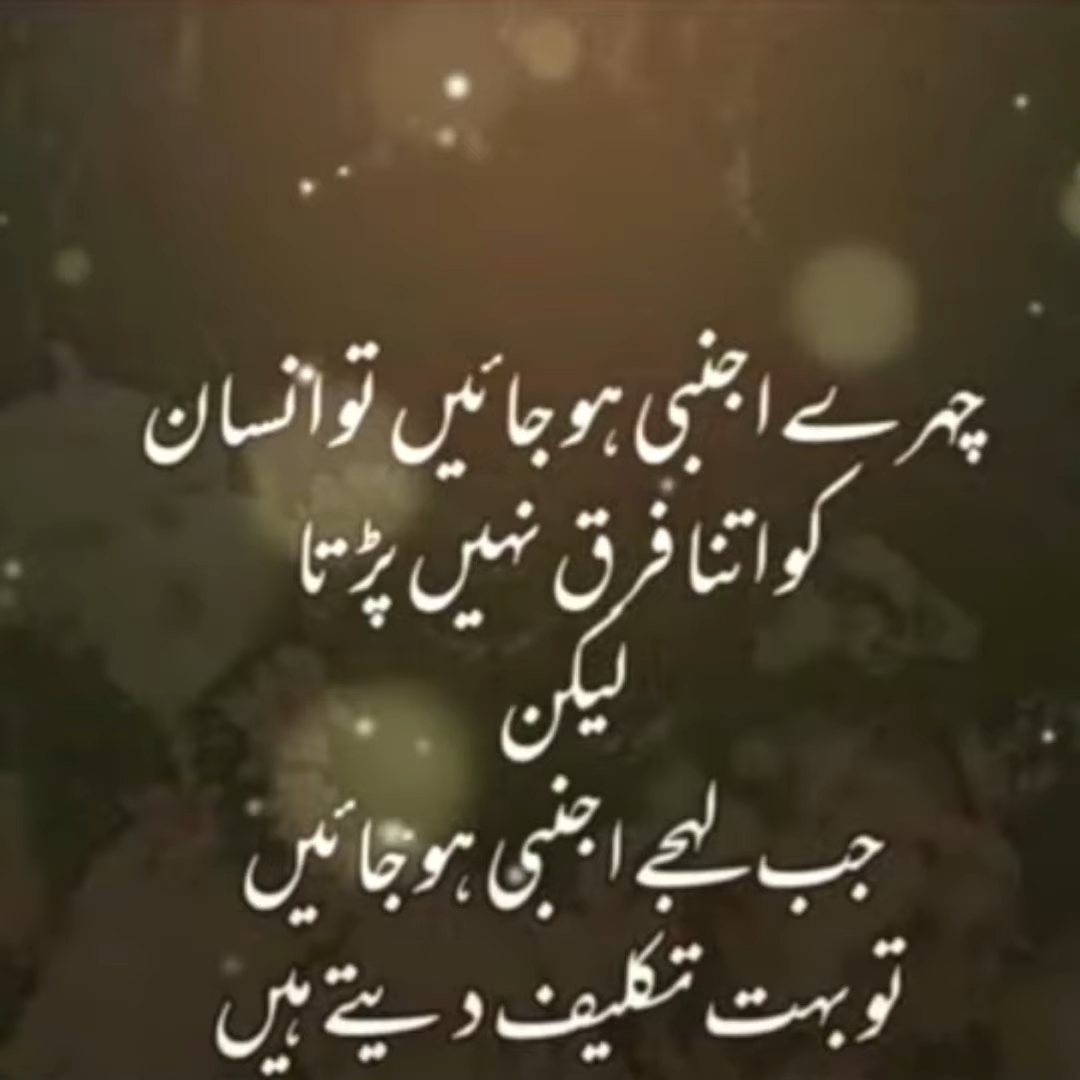 چہرے اجنبی ہو جائیں تو انسان
کو اتنا فرق نہیں پڑتا
لیکن
جب لہجے اجنبی ہو جائیں
تو بہت تکلیف دیتے ہیں